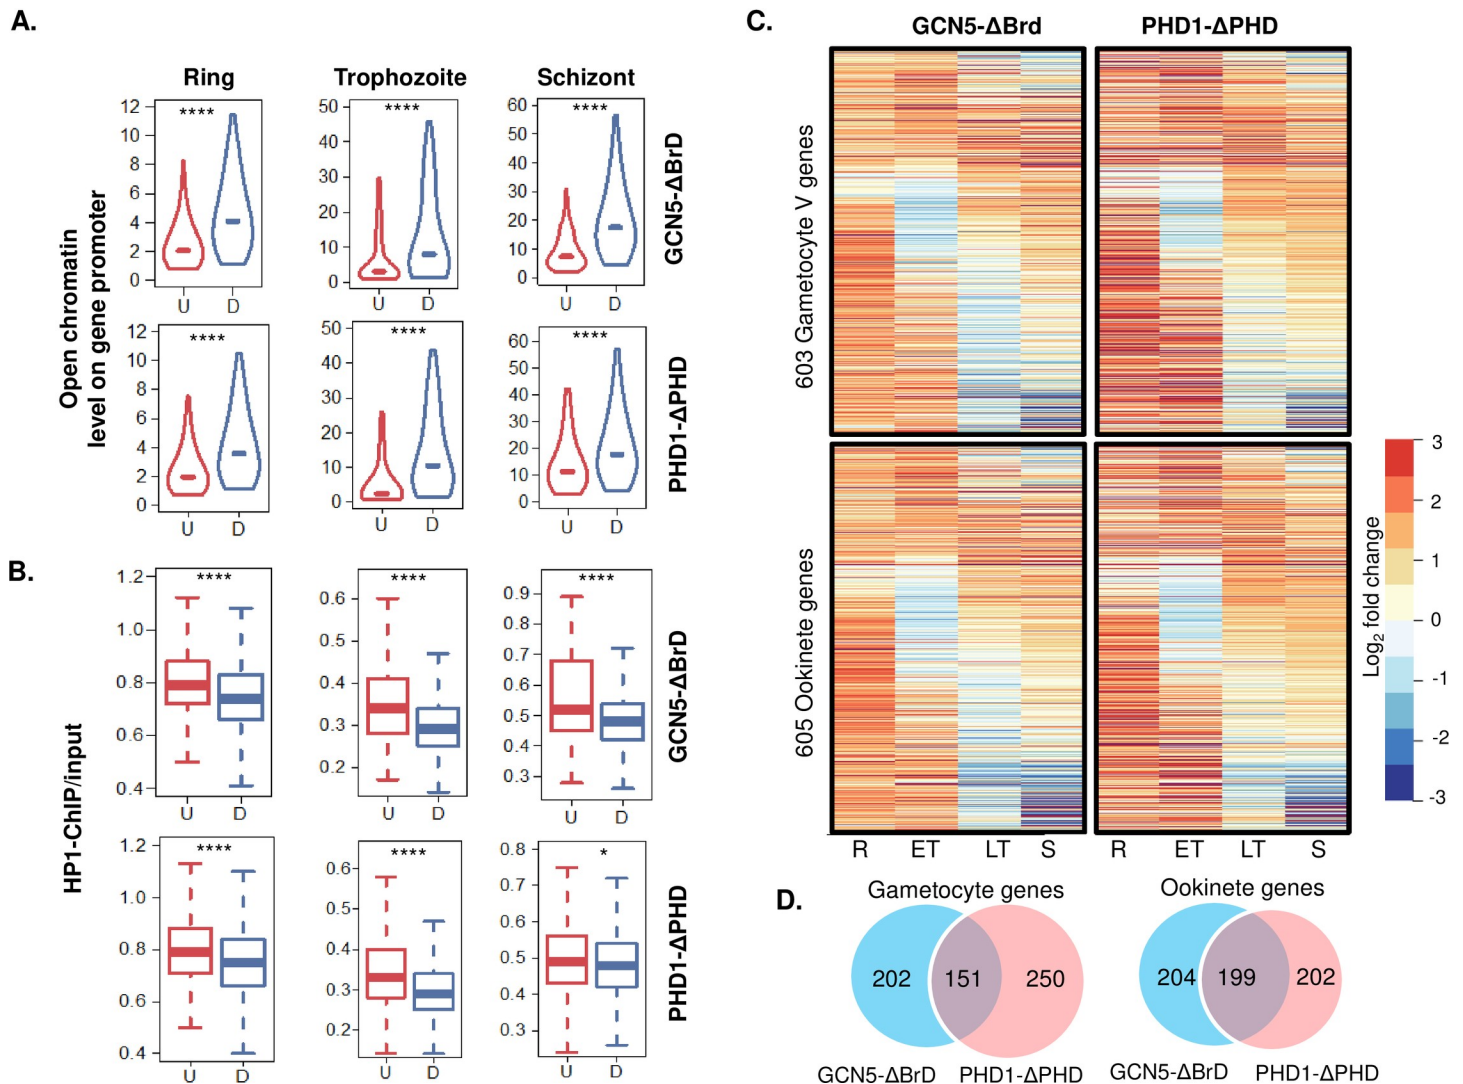 A.
Ring
Trophozoite
Schizont
Open chromatin
level on gene promoter
12
10
8
6
4
2
0
****
U
D
50
40
30
20
10
0
****
U
D
60
50
40
30
20
10
0
****
U
D
GCN5-ΔBrD
12
10
8
6
4
2
0
****
U
D
50
40
30
20
10
0
****
U
D
60
50
40
30
20
10
0
****
U
D
PHD1-ΔPHD
B.
HP1-ChIP/input
1.2
1.0
0.8
0.6
0.4
****
U
D
0.6
0.5
0.4
0.3
0.2
****
U
D
0.9
0.8
0.7
0.6
0.5
0.4
0.3
****
U
D
GCN5-ΔBrD
1.2
1.0
0.8
0.6
0.4
****
U
D
0.6
0.5
0.4
0.3
0.2
****
U
D
0.8
0.7
0.6
0.5
0.4
0.3
*
U
D
PHD1-ΔPHD
C.
GCN5-ΔBrd
PHD1-ΔPHD
603 Gametocyte V genes
605 Ookinete genes
R
ET
LT
S
R
ET
LT
S
Log2 fold change
3
2
1
0
-1
-2
-3
D.
Gametocyte genes
202
151
250
GCN5-ΔBrD
PHD1-ΔPHD
Ookinete genes
204
199
202
GCN5-ΔBrD
PHD1-ΔPHD